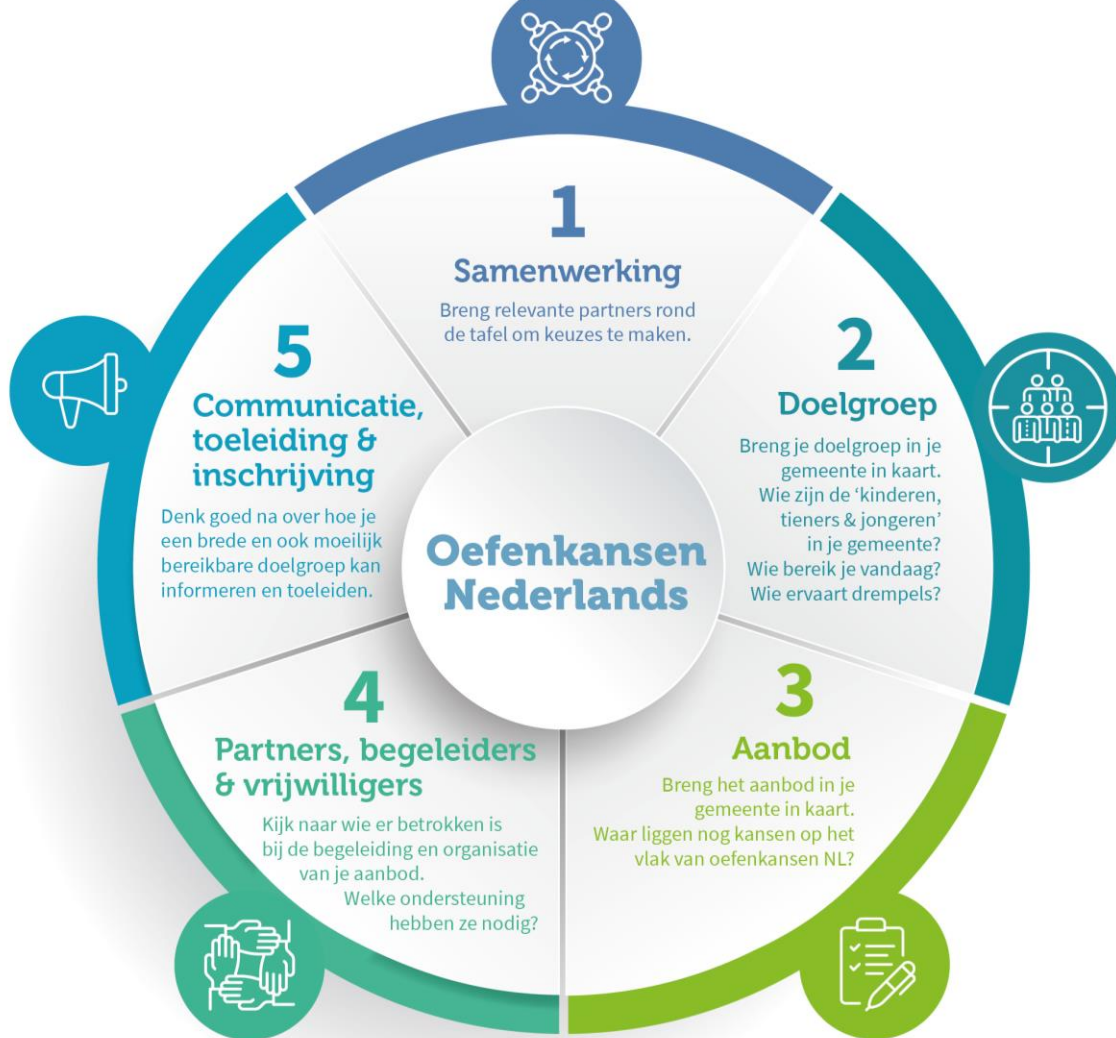 1
Samenwerking
Breng relevante partners rond
de tafel om keuzes te maken.
2
Doelgroep
Breng je doelgroep in je
gemeente in kaart.
Wie zijn de ‘kinderen,
tieners & jongeren’
in je gemeente?
Wie bereik je vandaag?
Wie ervaart drempels?
3
Aanbod
Breng het aanbod in je
gemeente in kaart.
Waar liggen nog kansen op het
vlak van oefenkansen NL?
4
Partners, begeleiders
& vrijwilligers
Kijk naar wie er betrokken is
bij de begeleiding en organisatie
van je aanbod.
Welke ondersteuning
hebben ze nodig?
5
Communicatie,
toeleiding &
inschrijving
Denk goed na over hoe je
een brede en ook moeilijk
bereikbare doelgroep kan
informeren en toeleiden.
Oefenkansen
Nederlands